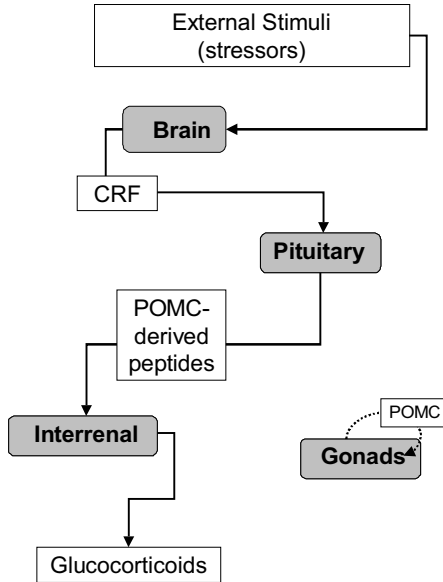 External Stimuli
(stressors)
Brain
CRF
Pituitary
POMC-
derived
peptides
POMC
Interrenal
Gonads
Glucocorticoids